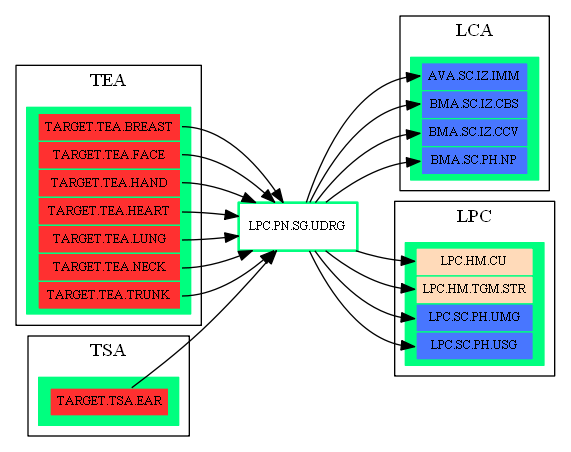 TEA
TARGET.TEA.BREAST
TARGET.TEA.FACE
TARGET.TEA.HAND
TARGET.TEA.HEART
TARGET.TEA.LUNG
TARGET.TEA.NECK
TARGET.TEA.TRUNK
TSA
TARGET.TSA.EAR
LPC.PN.SG.UDRG
LCA
AVA.SC.IZ.IMM
BMA.SC.IZ.CBS
BMA.SC.IZ.CCV
BMA.SC.PH.NP
LPC
LPC.HM.CU
LPC.HM.TGM.STR
LPC.SC.PH.UMG
LPC.SC.PH.USG